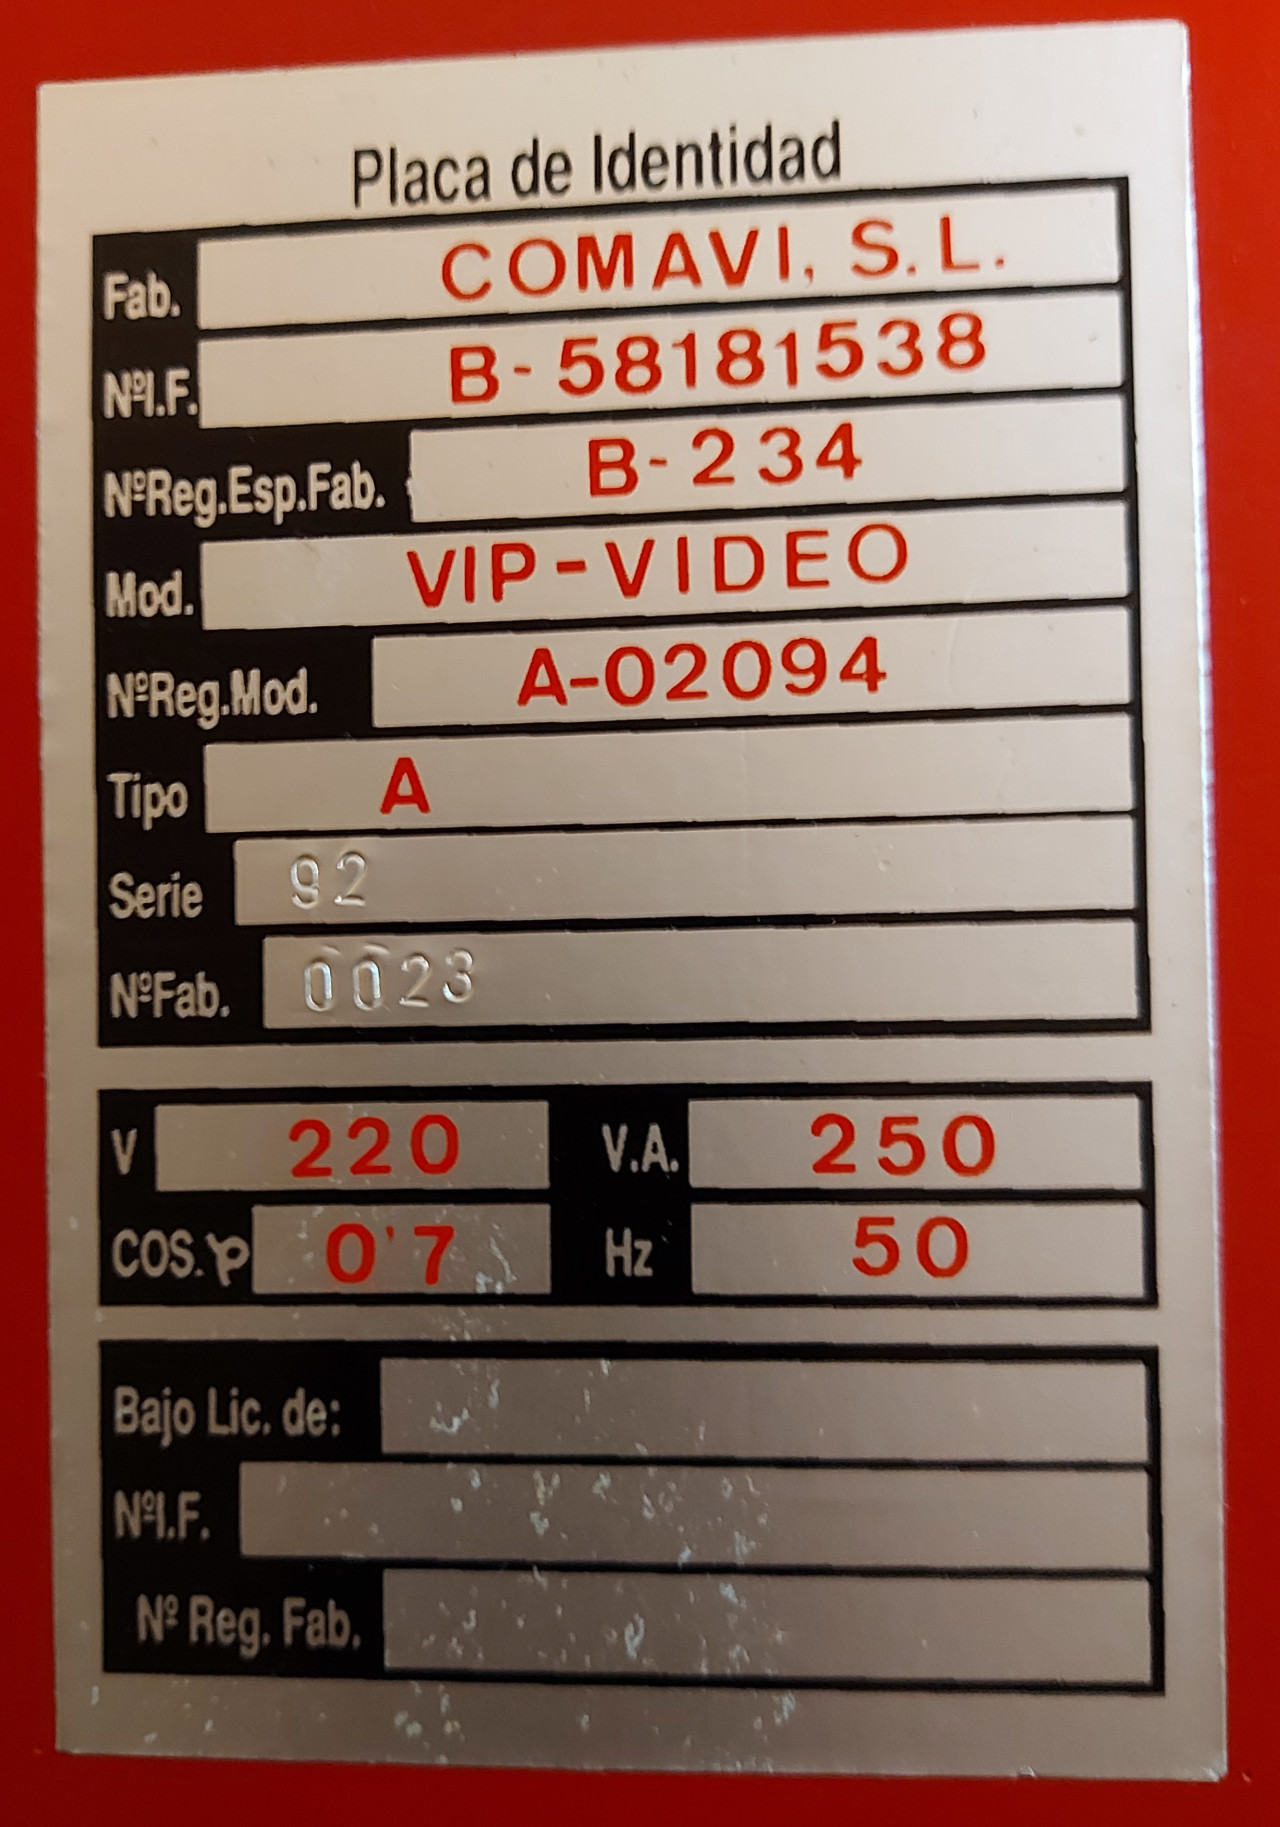 Placa de Identidad
Fab. COMAVI, S.L.
NºI.F. B-58181538
NºReg.Esp.Fab. B-234
Mod. VIP-VIDEO
NºReg.Mod. A-02094
Tipo A
Serie 92
NºFab. 0023
V 220 V.A. 250
COS.φ 0'7 Hz 50
Bajo Lic. de:
NºI.F.
Nº Reg. Fab.